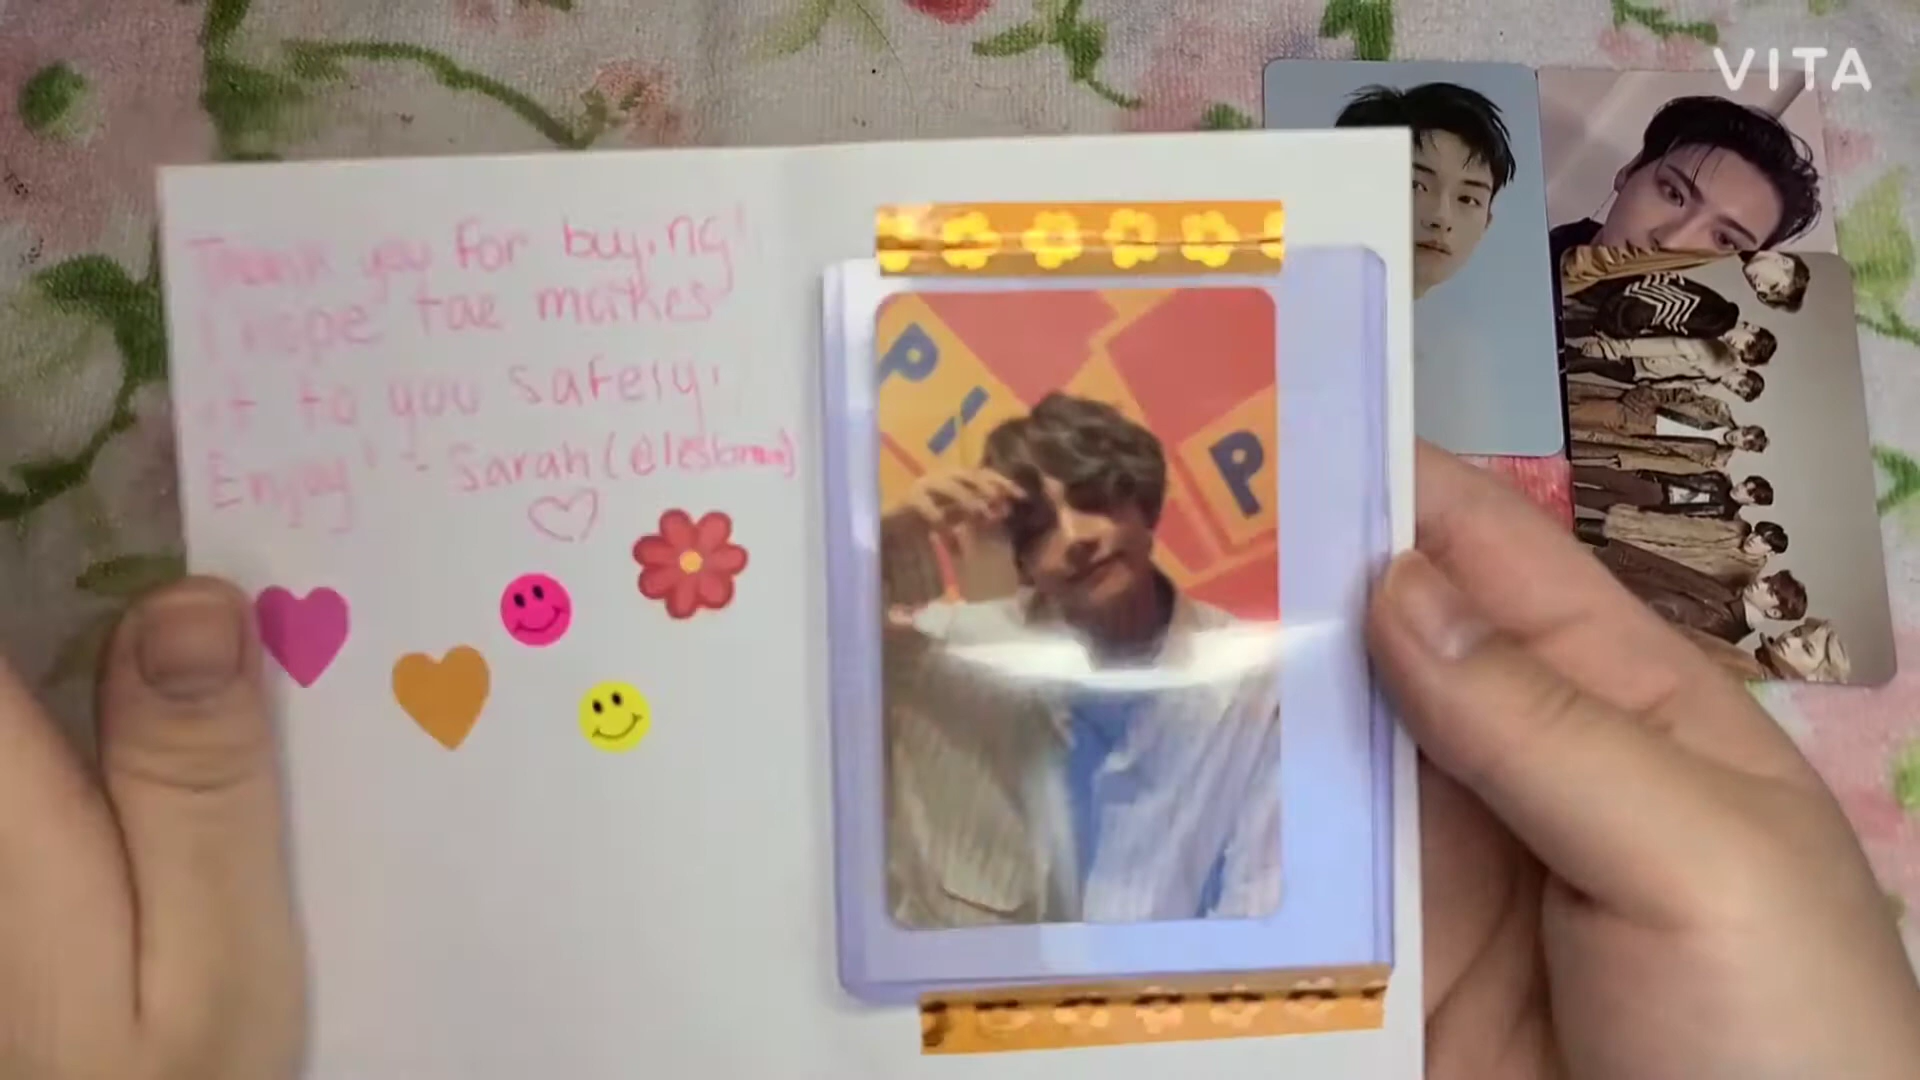 VITA
Thank you for buying!
I hope tae makes
it to you safely.
Enjoy! - Sarah
P
P